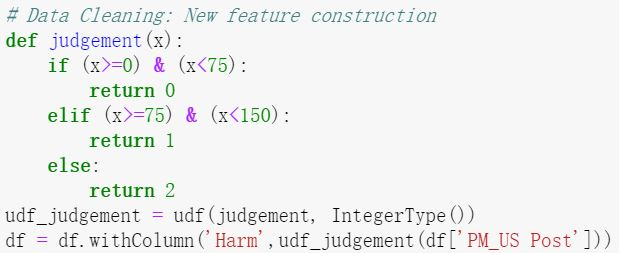 # Data Cleaning: New feature construction
def judgement(x):
    if (x>=0) & (x<75):
        return 0
    elif (x>=75) & (x<150):
        return 1
    else:
        return 2
udf_judgement = udf(judgement, IntegerType())
df = df.withColumn('Harm',udf_judgement(df['PM_US Post']))